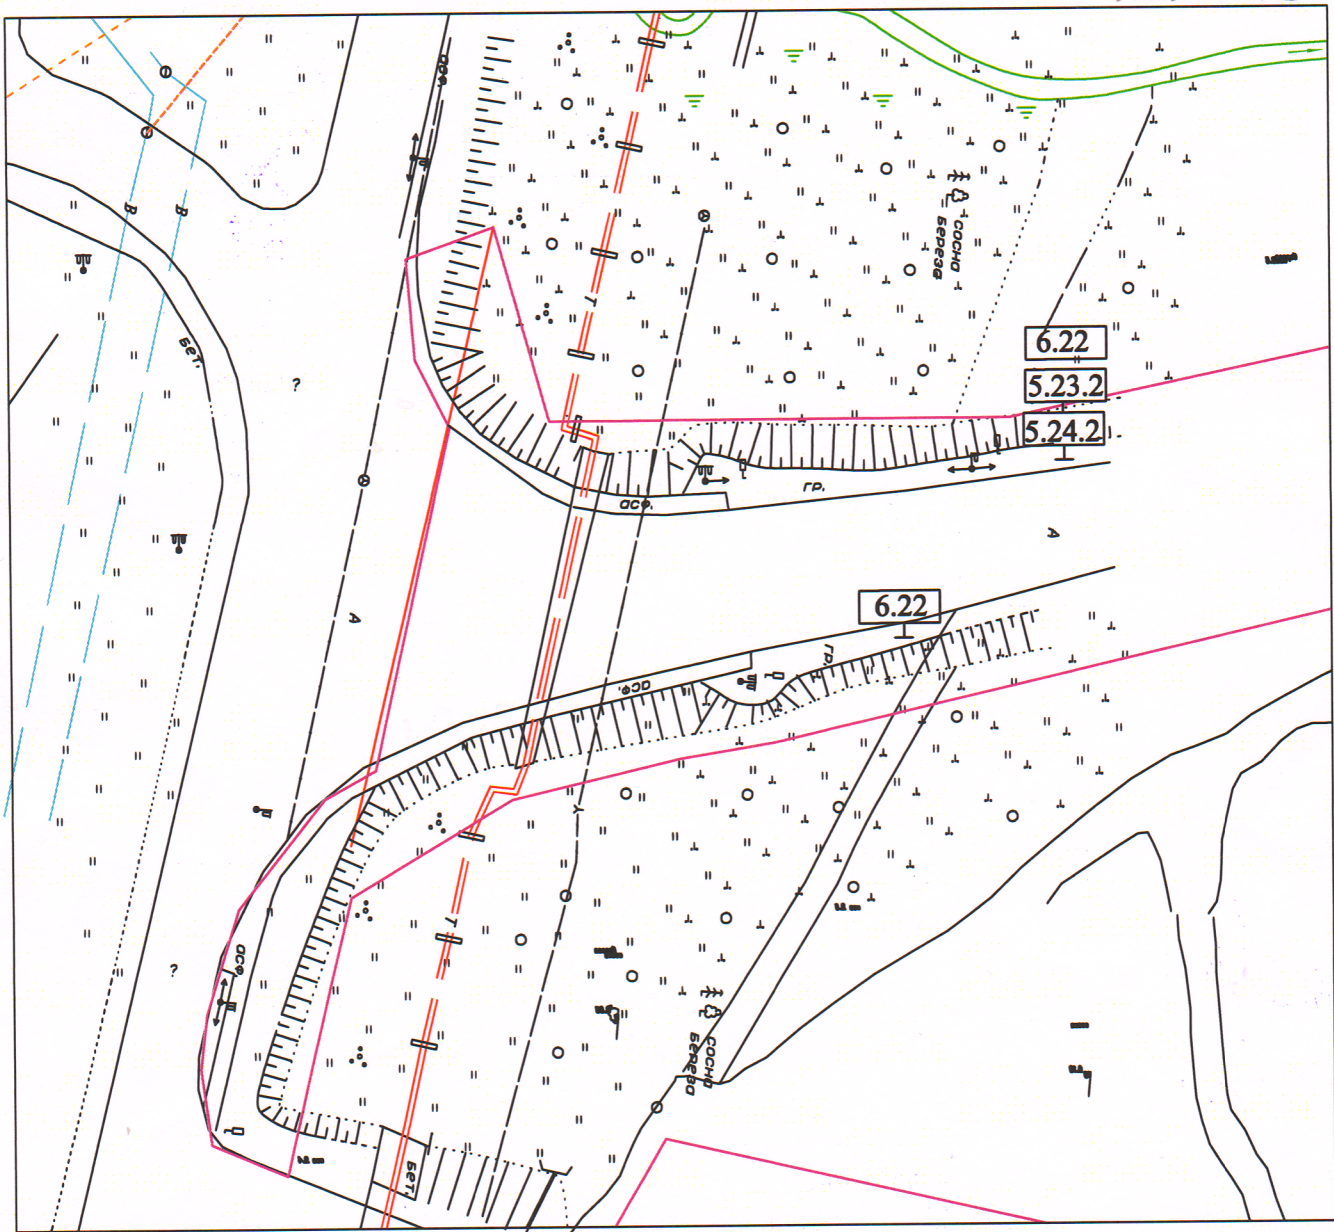 асф.
В
В
сосна
береза
Бет.
?
Т
6.22
5.23.2
5.24.2
гр.
асф.
А
6.22
А
гр.
асф.
Т
?
асф.
сосна
береза
Бет.